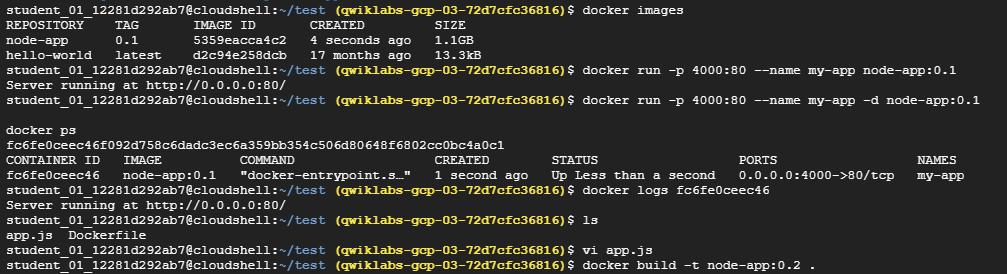 student_01_12281d292ab7@cloudshell:~/test (qwiklabs-gcp-03-72d7cfc36816)$ docker images
REPOSITORY TAG IMAGE ID CREATED SIZE
node-app 0.1 5359eacca4c2 4 seconds ago 1.1GB
hello-world latest d2c94e258dcb 17 months ago 13.3kB
student_01_12281d292ab7@cloudshell:~/test (qwiklabs-gcp-03-72d7cfc36816)$ docker run -p 4000:80 --name my-app node-app:0.1
Server running at http://0.0.0.0:80/
student_01_12281d292ab7@cloudshell:~/test (qwiklabs-gcp-03-72d7cfc36816)$ docker run -p 4000:80 --name my-app -d node-app:0.1
docker ps
fc6fe0ceec46f092d758c6dadc3ec6a359bb354c506d80648f6802cc0bc4a0c1
CONTAINER ID IMAGE COMMAND CREATED STATUS PORTS NAMES
fc6fe0ceec46 node-app:0.1 "docker-entrypoint.s…" 1 second ago Up Less than a second 0.0.0.0:4000->80/tcp my-app
student_01_12281d292ab7@cloudshell:~/test (qwiklabs-gcp-03-72d7cfc36816)$ docker logs fc6fe0ceec46
Server running at http://0.0.0.0:80/
student_01_12281d292ab7@cloudshell:~/test (qwiklabs-gcp-03-72d7cfc36816)$ ls
app.js Dockerfile
student_01_12281d292ab7@cloudshell:~/test (qwiklabs-gcp-03-72d7cfc36816)$ vi app.js
student_01_12281d292ab7@cloudshell:~/test (qwiklabs-gcp-03-72d7cfc36816)$ docker build -t node-app:0.2 .